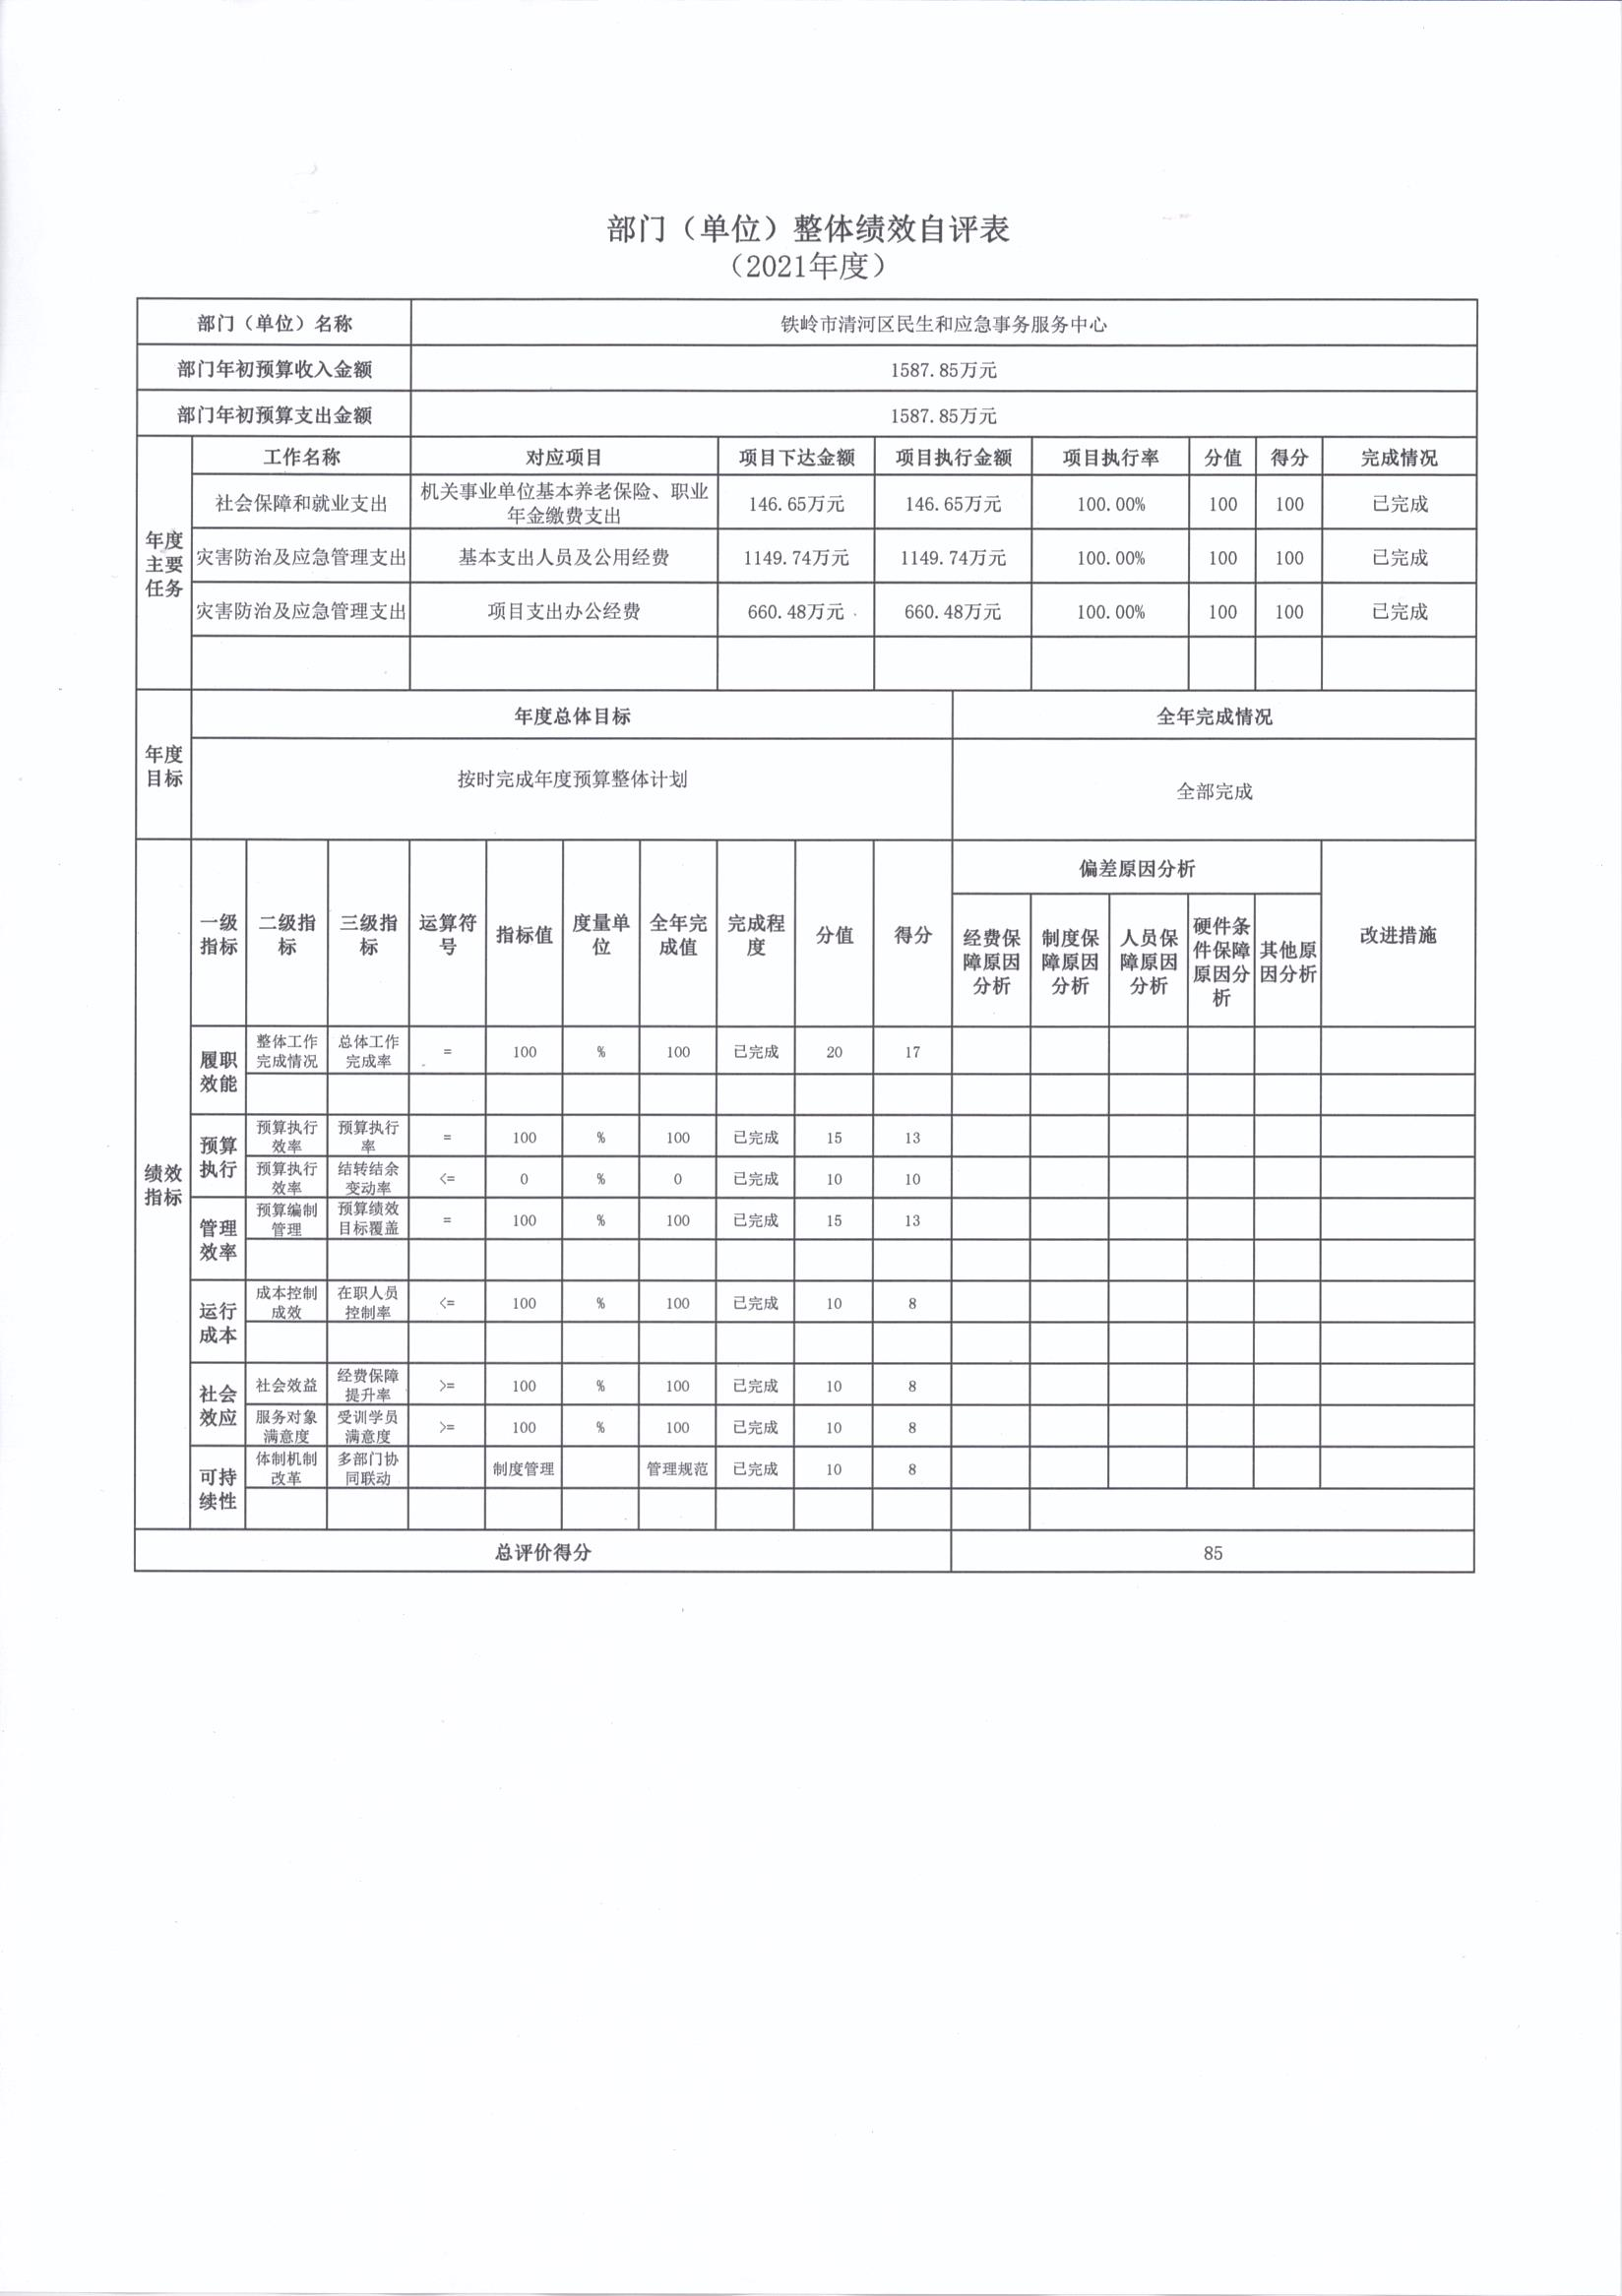 部门（单位）整体绩效自评表
（2021年度）
部门（单位）名称 铁岭市清河区民生和应急事务服务中心
部门年初预算收入金额 1587.85万元
部门年初预算支出金额 1587.85万元
年度主要任务
工作名称 对应项目 项目下达金额 项目执行金额 项目执行率 分值 得分 完成情况
社会保障和就业支出 机关事业单位基本养老保险、职业年金缴费支出 146.65万元 146.65万元 100.00% 100 100 已完成
灾害防治及应急管理支出 基本支出人员及公用经费 1149.74万元 1149.74万元 100.00% 100 100 已完成
灾害防治及应急管理支出 项目支出办公经费 660.48万元 660.48万元 100.00% 100 100 已完成
年度目标
年度总体目标 全年完成情况
按时完成年度预算整体计划 全部完成
绩效指标
一级指标 二级指标 三级指标 运算符号 指标值 度量单位 全年完成值 完成程度 分值 得分 偏差原因分析 改进措施
经费保障原因分析 制度保障原因分析 人员保障原因分析 硬件条件保障原因分析 其他原因分析
履职效能 整体工作完成情况 总体工作完成率 = 100 % 100 已完成 20 17
预算执行 预算执行效率 预算执行率 = 100 % 100 已完成 15 13
预算执行效率 结转结余变动率 <= 0 % 0 已完成 10 10
管理效率 预算编制管理 预算绩效目标覆盖 = 100 % 100 已完成 15 13
运行成本 成本控制成效 在职人员控制率 <= 100 % 100 已完成 10 8
社会效应 社会效益 经费保障提升率 >= 100 % 100 已完成 10 8
服务对象满意度 受训学员满意度 >= 100 % 100 已完成 10 8
可持续性 体制机制改革 多部门协同联动 制度管理 管理规范 已完成 10 8
总评价得分 85